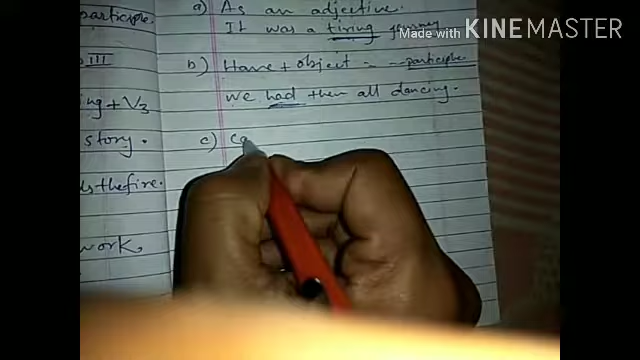 participle.
III
ing + V3
story.
the fire.
work,
a) As an adjective.
It was a tiring journey
b) Have + object - participle
we had them all dancing.
c) Ca
Made with KINEMASTER